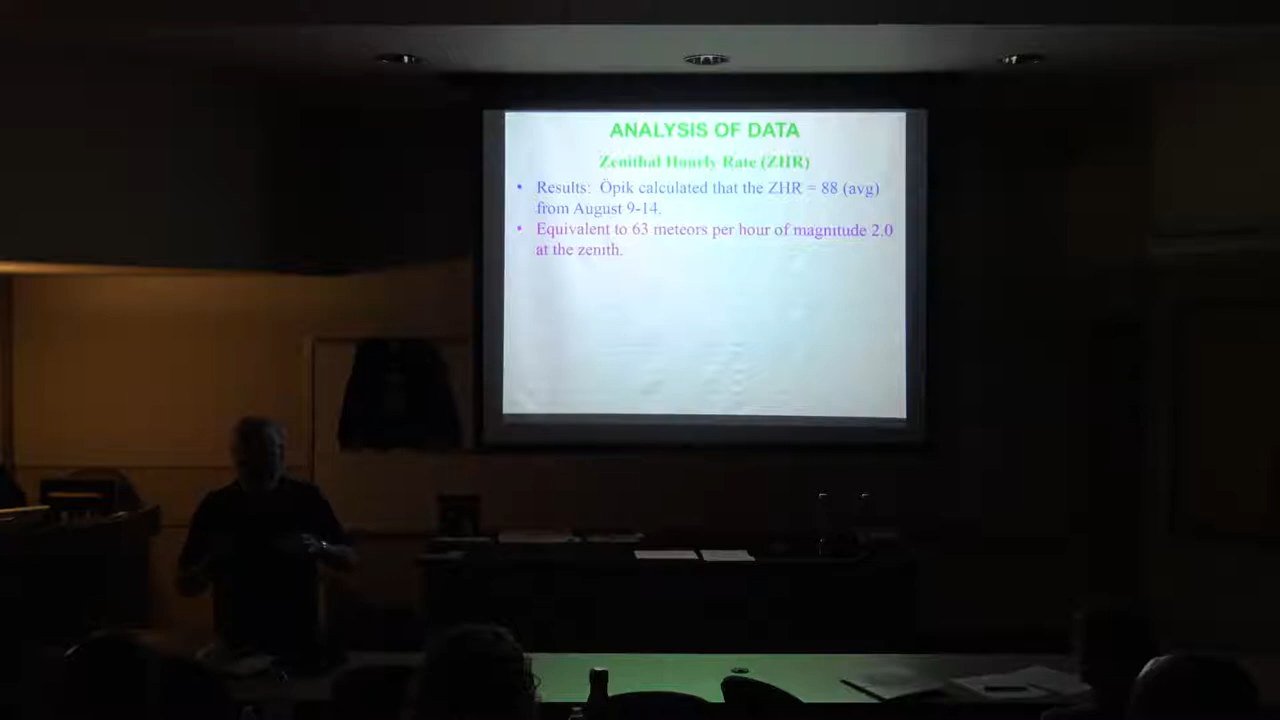 ANALYSIS OF DATA
Zenithal Hourly Rate (ZHR)
• Results: Öpik calculated that the ZHR = 88 (avg)
from August 9-14.
• Equivalent to 63 meteors per hour of magnitude 2.0
at the zenith.